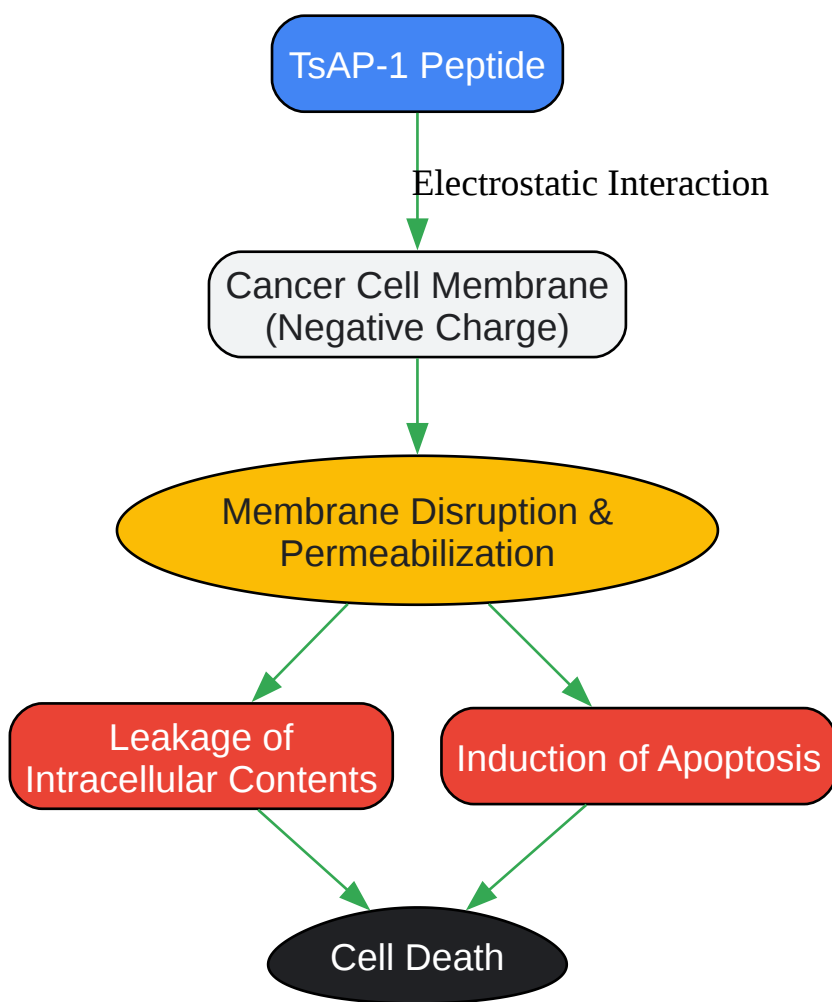 TsAP-1 Peptide
Electrostatic Interaction
Cancer Cell Membrane
(Negative Charge)
Membrane Disruption &
Permeabilization
Leakage of
Intracellular Contents
Induction of Apoptosis
Cell Death